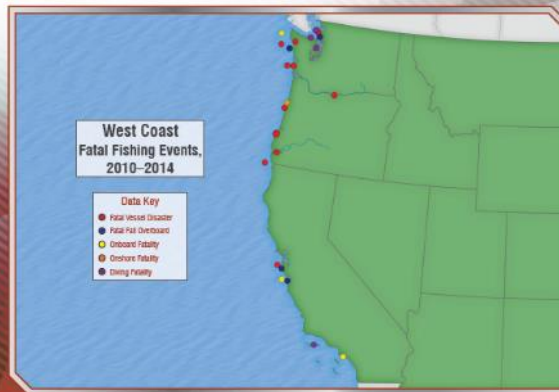 West Coast
Fatal Fishing Events,
2010–2014
Data Key
Fatal Vessel Disaster
Fatal Fall Overboard
Onboard Fatality
Onshore Fatality
Diving Fatality